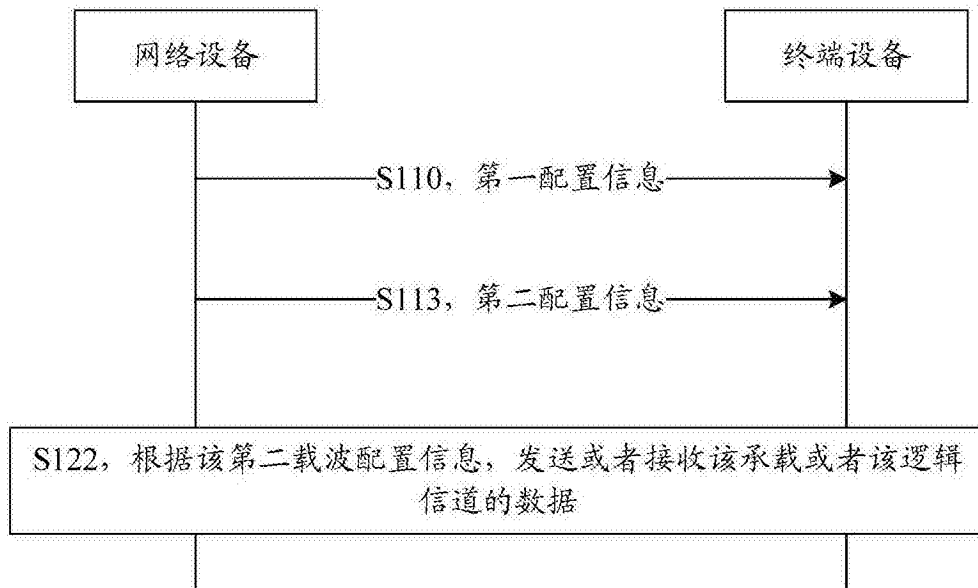 网络设备
终端设备
S110，第一配置信息
S113，第二配置信息
S122，根据该第二载波配置信息，发送或者接收该承载或者该逻辑
信道的数据